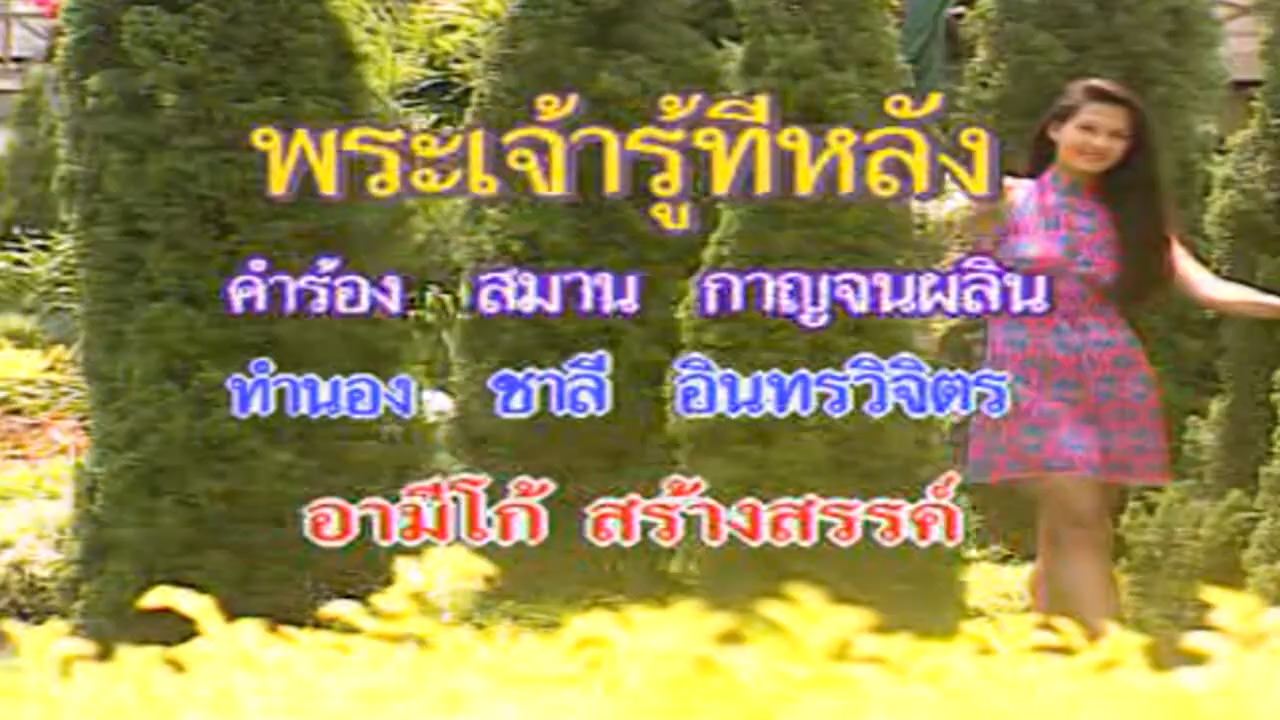 พระเจ้ารู้ทีหลัง
คำร้อง สมาน กาญจนผลิน
ทำนอง ชาลี อินทรวิจิตร
อามีโก้ สร้างสรรค์